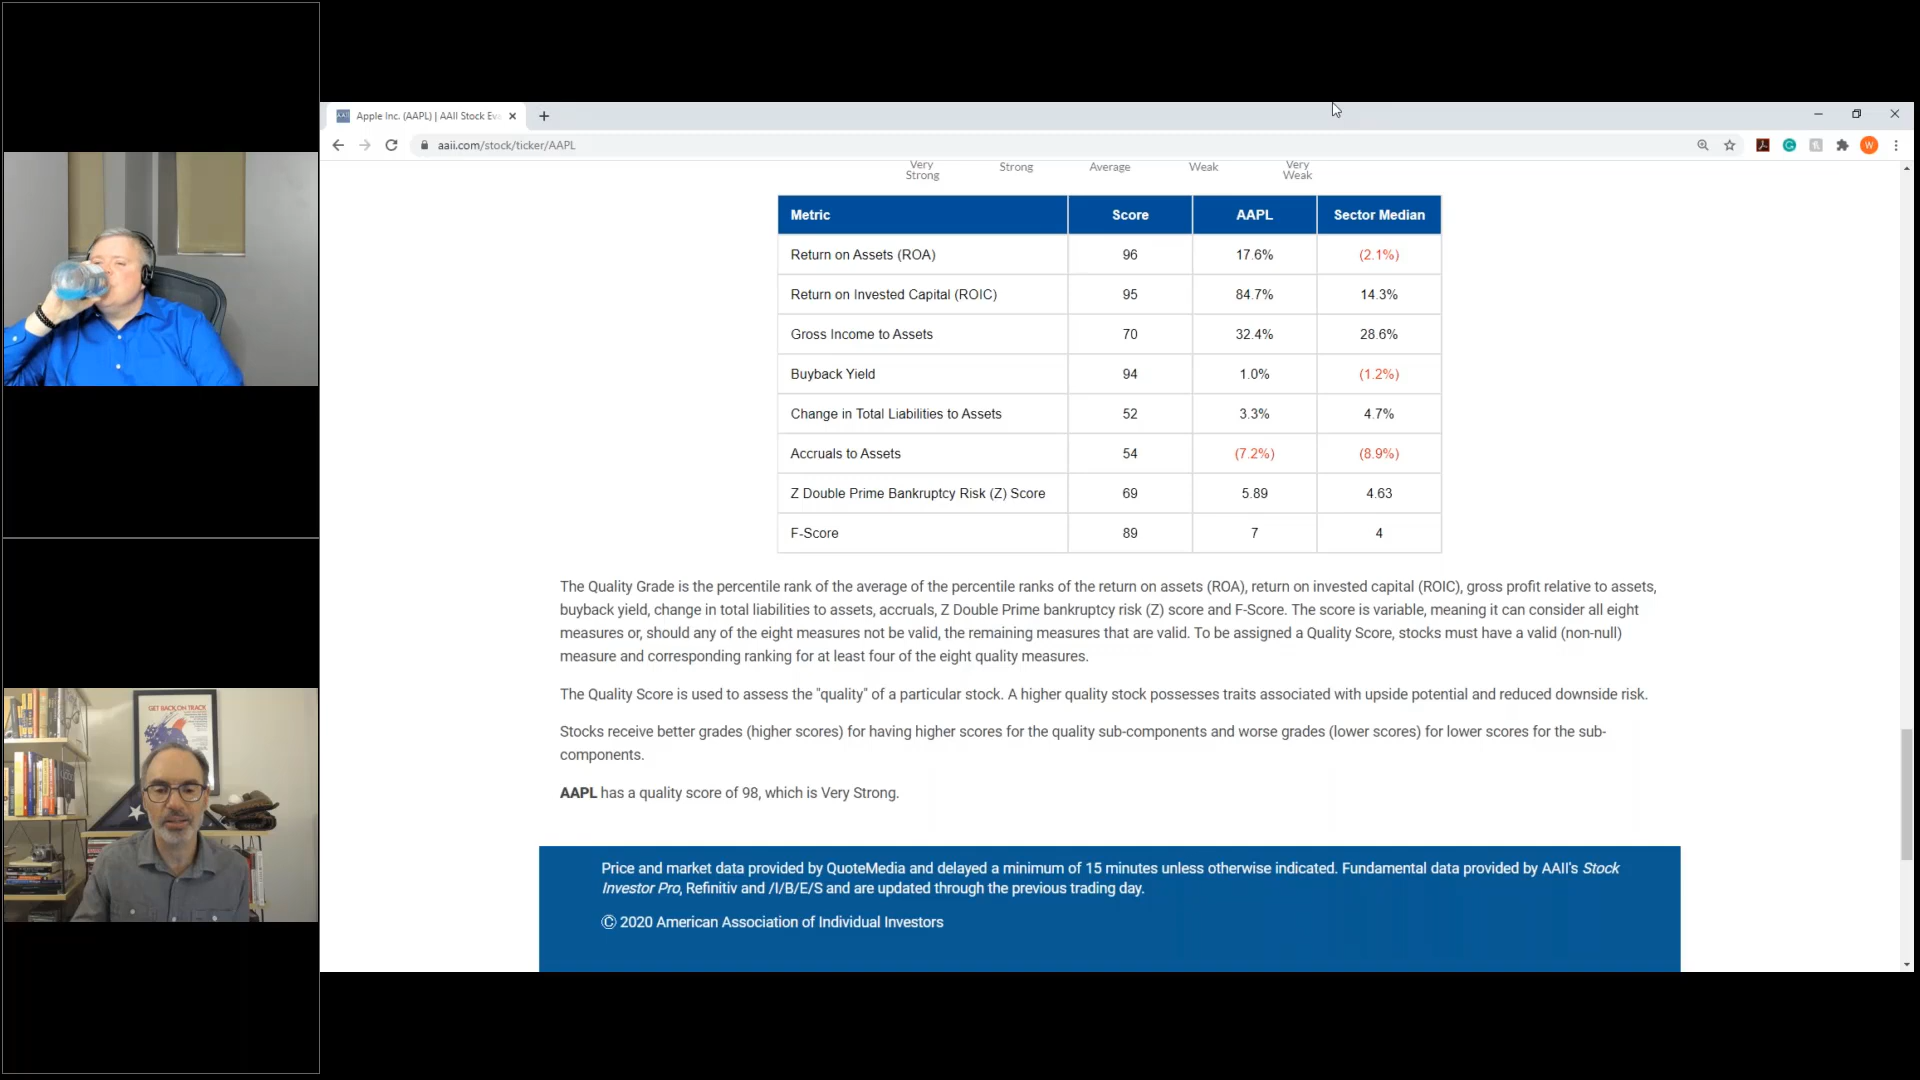 Apple Inc. (AAPL) | AAII Stock Eva
aaii.com/stock/ticker/AAPL
W
Very Strong
Strong
Average
Weak
Very Weak
Metric Score AAPL Sector Median
Return on Assets (ROA) 96 17.6% (2.1%)
Return on Invested Capital (ROIC) 95 84.7% 14.3%
Gross Income to Assets 70 32.4% 28.6%
Buyback Yield 94 1.0% (1.2%)
Change in Total Liabilities to Assets 52 3.3% 4.7%
Accruals to Assets 54 (7.2%) (8.9%)
Z Double Prime Bankruptcy Risk (Z) Score 69 5.89 4.63
F-Score 89 7 4
The Quality Grade is the percentile rank of the average of the percentile ranks of the return on assets (ROA), return on invested capital (ROIC), gross profit relative to assets,
buyback yield, change in total liabilities to assets, accruals, Z Double Prime bankruptcy risk (Z) score and F-Score. The score is variable, meaning it can consider all eight
measures or, should any of the eight measures not be valid, the remaining measures that are valid. To be assigned a Quality Score, stocks must have a valid (non-null)
measure and corresponding ranking for at least four of the eight quality measures.
The Quality Score is used to assess the "quality" of a particular stock. A higher quality stock possesses traits associated with upside potential and reduced downside risk.
Stocks receive better grades (higher scores) for having higher scores for the quality sub-components and worse grades (lower scores) for lower scores for the sub-
components.
AAPL has a quality score of 98, which is Very Strong.
Price and market data provided by QuoteMedia and delayed a minimum of 15 minutes unless otherwise indicated. Fundamental data provided by AAII's Stock
Investor Pro, Refinitiv and /I/B/E/S and are updated through the previous trading day.
© 2020 American Association of Individual Investors
GET BACK ON TRACK